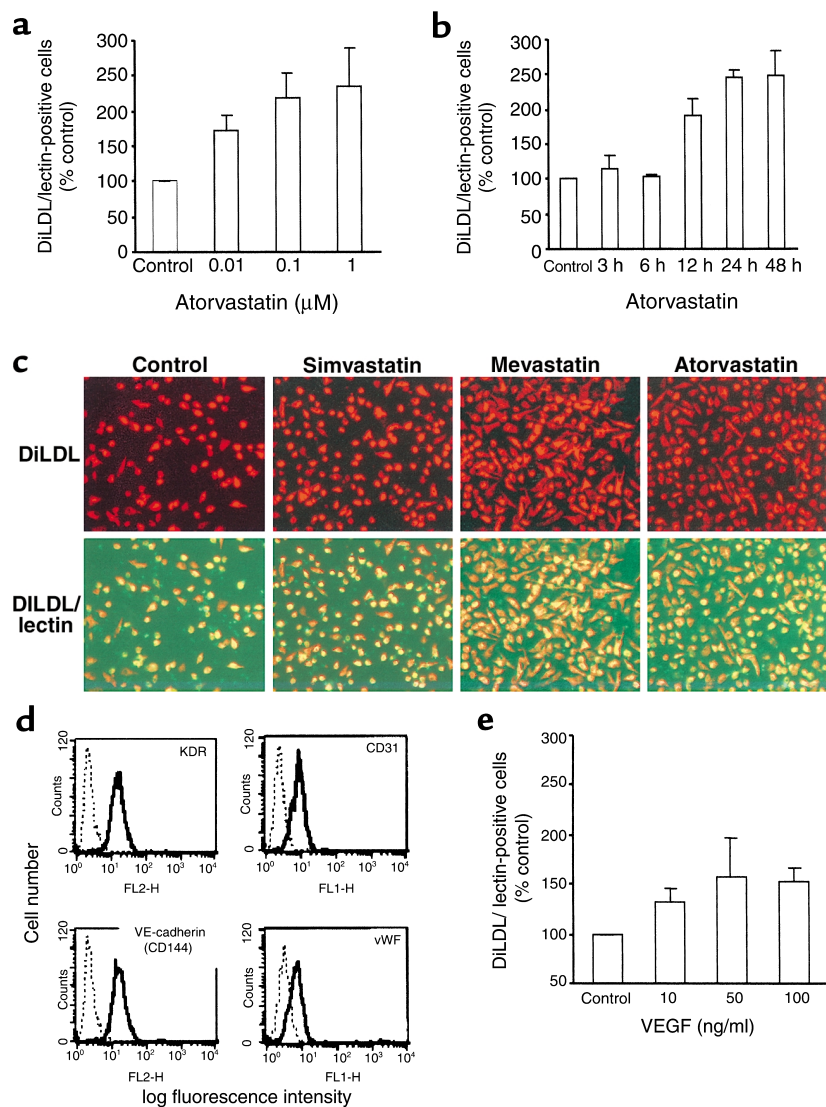 a
DiLDL/lectin-positive cells
(% control)
300
250
200
150
100
50
0
Control 0.01 0.1 1
Atorvastatin (μM)
b
DiLDL/lectin-positive cells
(% control)
300
250
200
150
100
50
0
Control 3 h 6 h 12 h 24 h 48 h
Atorvastatin
c
Control Simvastatin Mevastatin Atorvastatin
DiLDL
DILDL/
lectin
d
Cell number
120
Counts
0
KDR
10⁰ 10¹ 10² 10³ 10⁴
FL2-H
120
Counts
0
CD31
10⁰ 10¹ 10² 10³ 10⁴
FL1-H
120
Counts
0
VE-cadherin
(CD144)
10⁰ 10¹ 10² 10³ 10⁴
FL2-H
120
Counts
0
vWF
10⁰ 10¹ 10² 10³ 10⁴
FL1-H
log fluorescence intensity
e
DiLDL/ lectin-positive cells
(% control)
300
250
200
150
100
50
Control 10 50 100
VEGF (ng/ml)